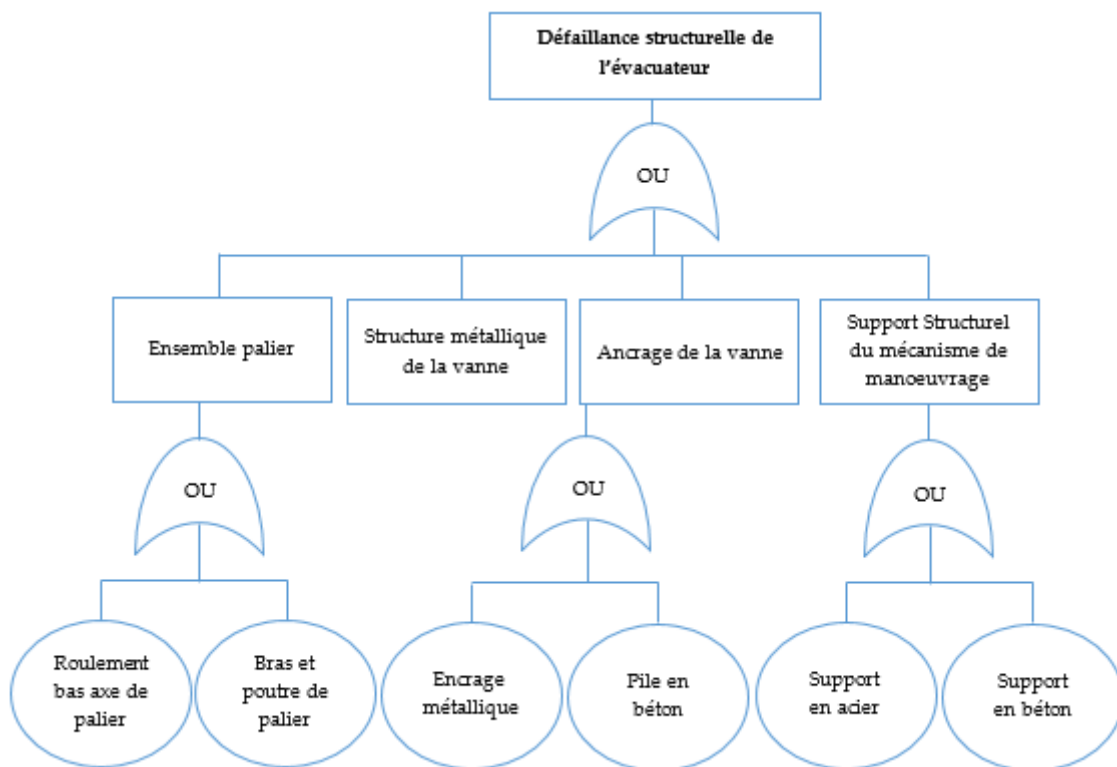 Défaillance structurelle de
l'évacuateur
OU
Ensemble palier
Structure métallique
de la vanne
Ancrage de la vanne
Support Structurel
du mécanisme de
manoeuvrage
OU
OU
OU
Roulement
bas axe de
palier
Bras et
poutre de
palier
Encrage
métallique
Pile en
béton
Support
en acier
Support
en béton